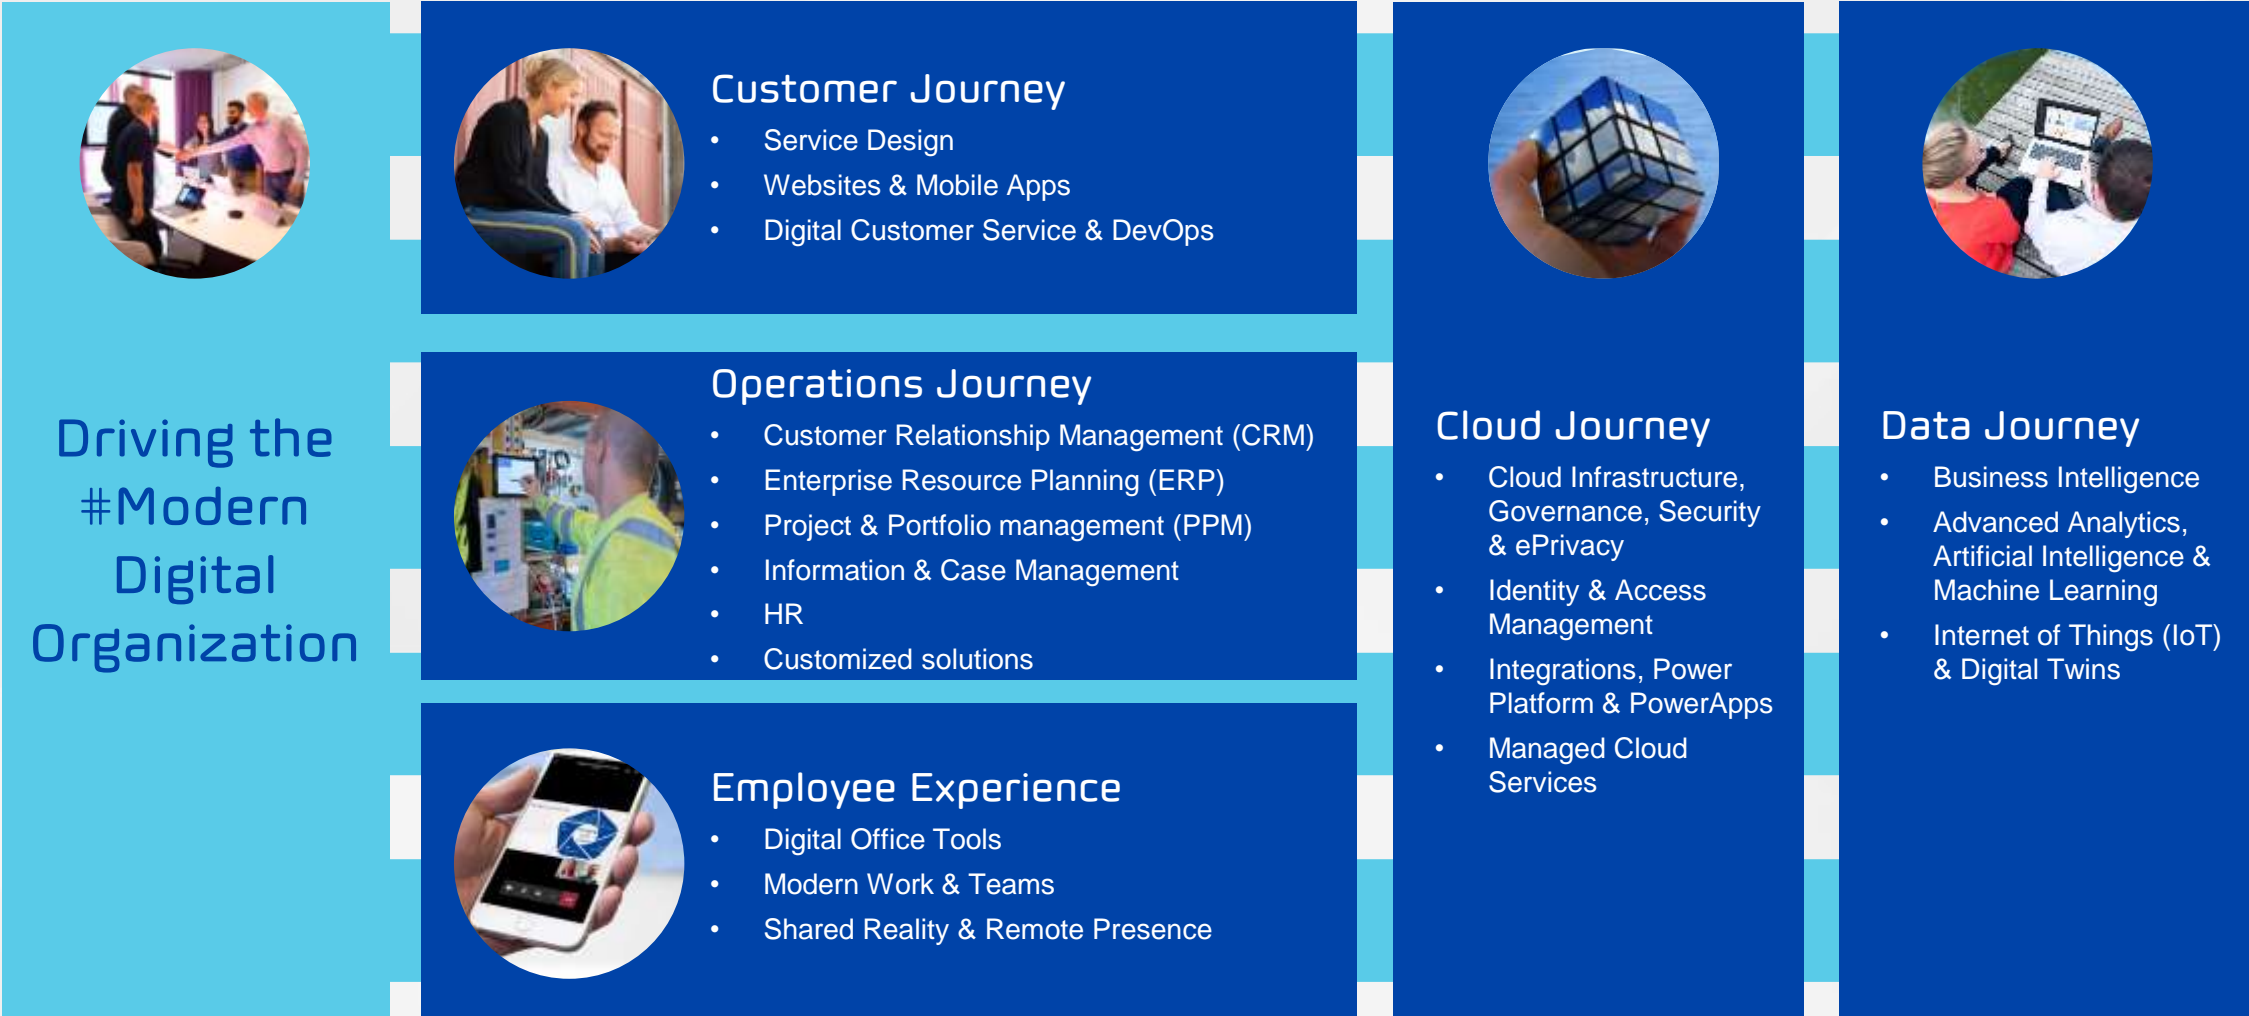 Driving the
#Modern
Digital
Organization
Customer Journey
• Service Design
• Websites & Mobile Apps
• Digital Customer Service & DevOps
Operations Journey
• Customer Relationship Management (CRM)
• Enterprise Resource Planning (ERP)
• Project & Portfolio management (PPM)
• Information & Case Management
• HR
• Customized solutions
Employee Experience
• Digital Office Tools
• Modern Work & Teams
• Shared Reality & Remote Presence
Cloud Journey
• Cloud Infrastructure,
Governance, Security
& ePrivacy
• Identity & Access
Management
• Integrations, Power
Platform & PowerApps
• Managed Cloud
Services
Data Journey
• Business Intelligence
• Advanced Analytics,
Artificial Intelligence &
Machine Learning
• Internet of Things (IoT)
& Digital Twins